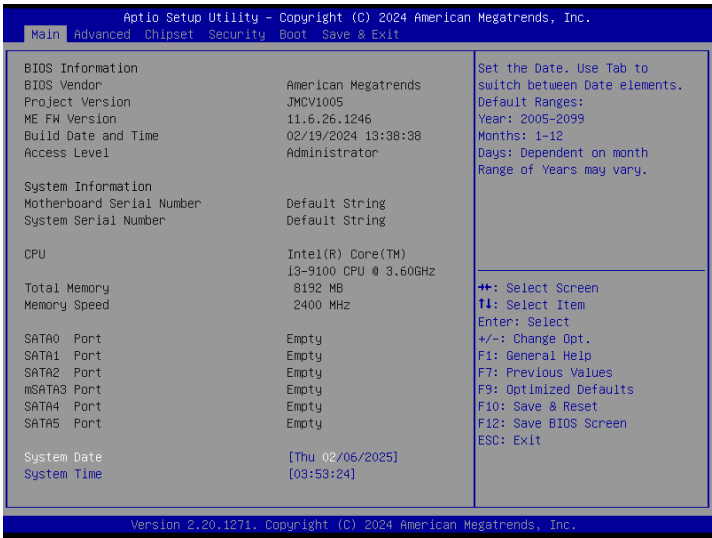 Aptio Setup Utility – Copyright (C) 2024 American Megatrends, Inc.
Main Advanced Chipset Security Boot Save & Exit
BIOS Information
BIOS Vendor American Megatrends
Project Version JMCV1005
ME FW Version 11.6.26.1246
Build Date and Time 02/19/2024 13:38:38
Access Level Administrator
System Information
Motherboard Serial Number Default String
System Serial Number Default String
CPU Intel(R) Core(TM)
i3-9100 CPU @ 3.60GHz
Total Memory 8192 MB
Memory Speed 2400 MHz
SATA0 Port Empty
SATA1 Port Empty
SATA2 Port Empty
mSATA3 Port Empty
SATA4 Port Empty
SATA5 Port Empty
System Date [Thu 02/06/2025]
System Time [03:53:24]
Set the Date. Use Tab to
switch between Date elements.
Default Ranges:
Year: 2005-2099
Months: 1-12
Days: Dependent on month
Range of Years may vary.
→←: Select Screen
↑↓: Select Item
Enter: Select
+/-: Change Opt.
F1: General Help
F7: Previous Values
F9: Optimized Defaults
F10: Save & Reset
F12: Save BIOS Screen
ESC: Exit
Version 2.20.1271. Copyright (C) 2024 American Megatrends, Inc.